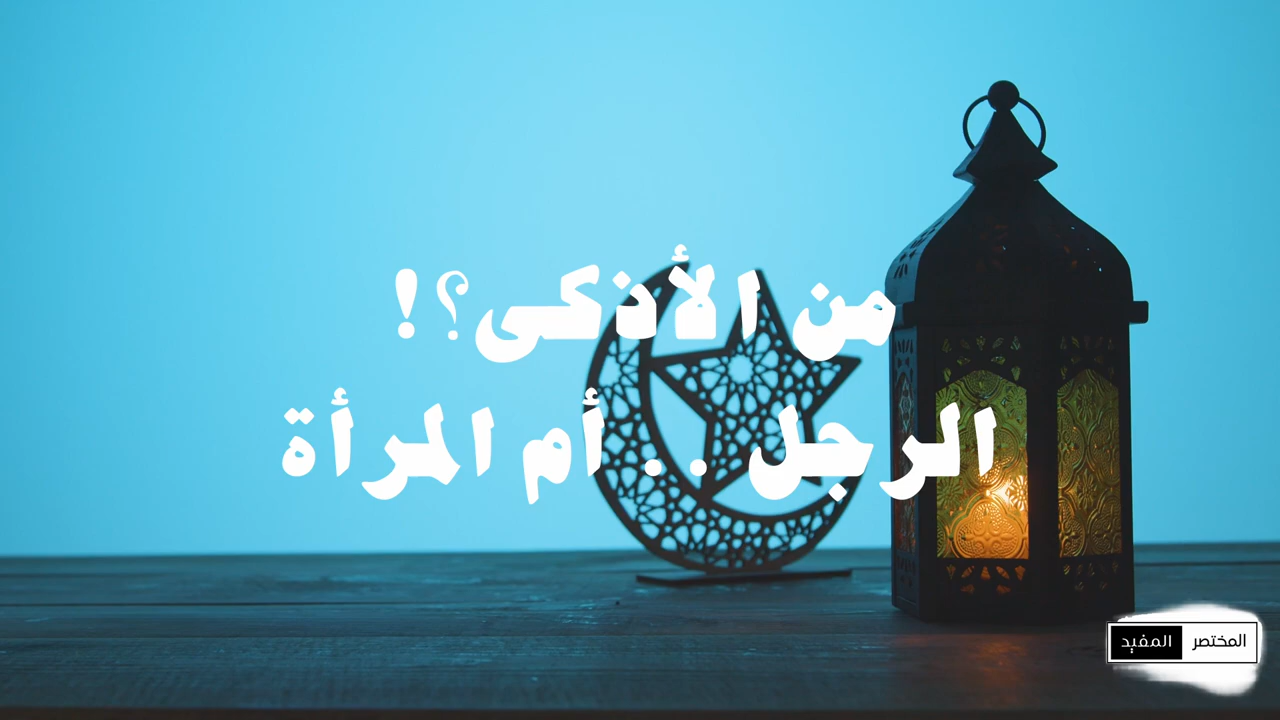 من الأذكى؟!
الرجل .. أم المرأة
المختصر المفيد